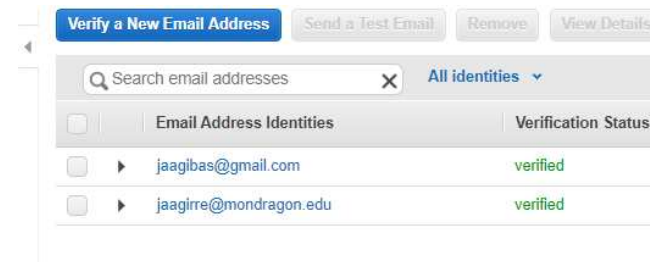 Verify a New Email Address Send a Test Email Remove View Details
Search email addresses All identities
Email Address Identities Verification Status
jaagibas@gmail.com verified
jaagirre@mondragon.edu verified